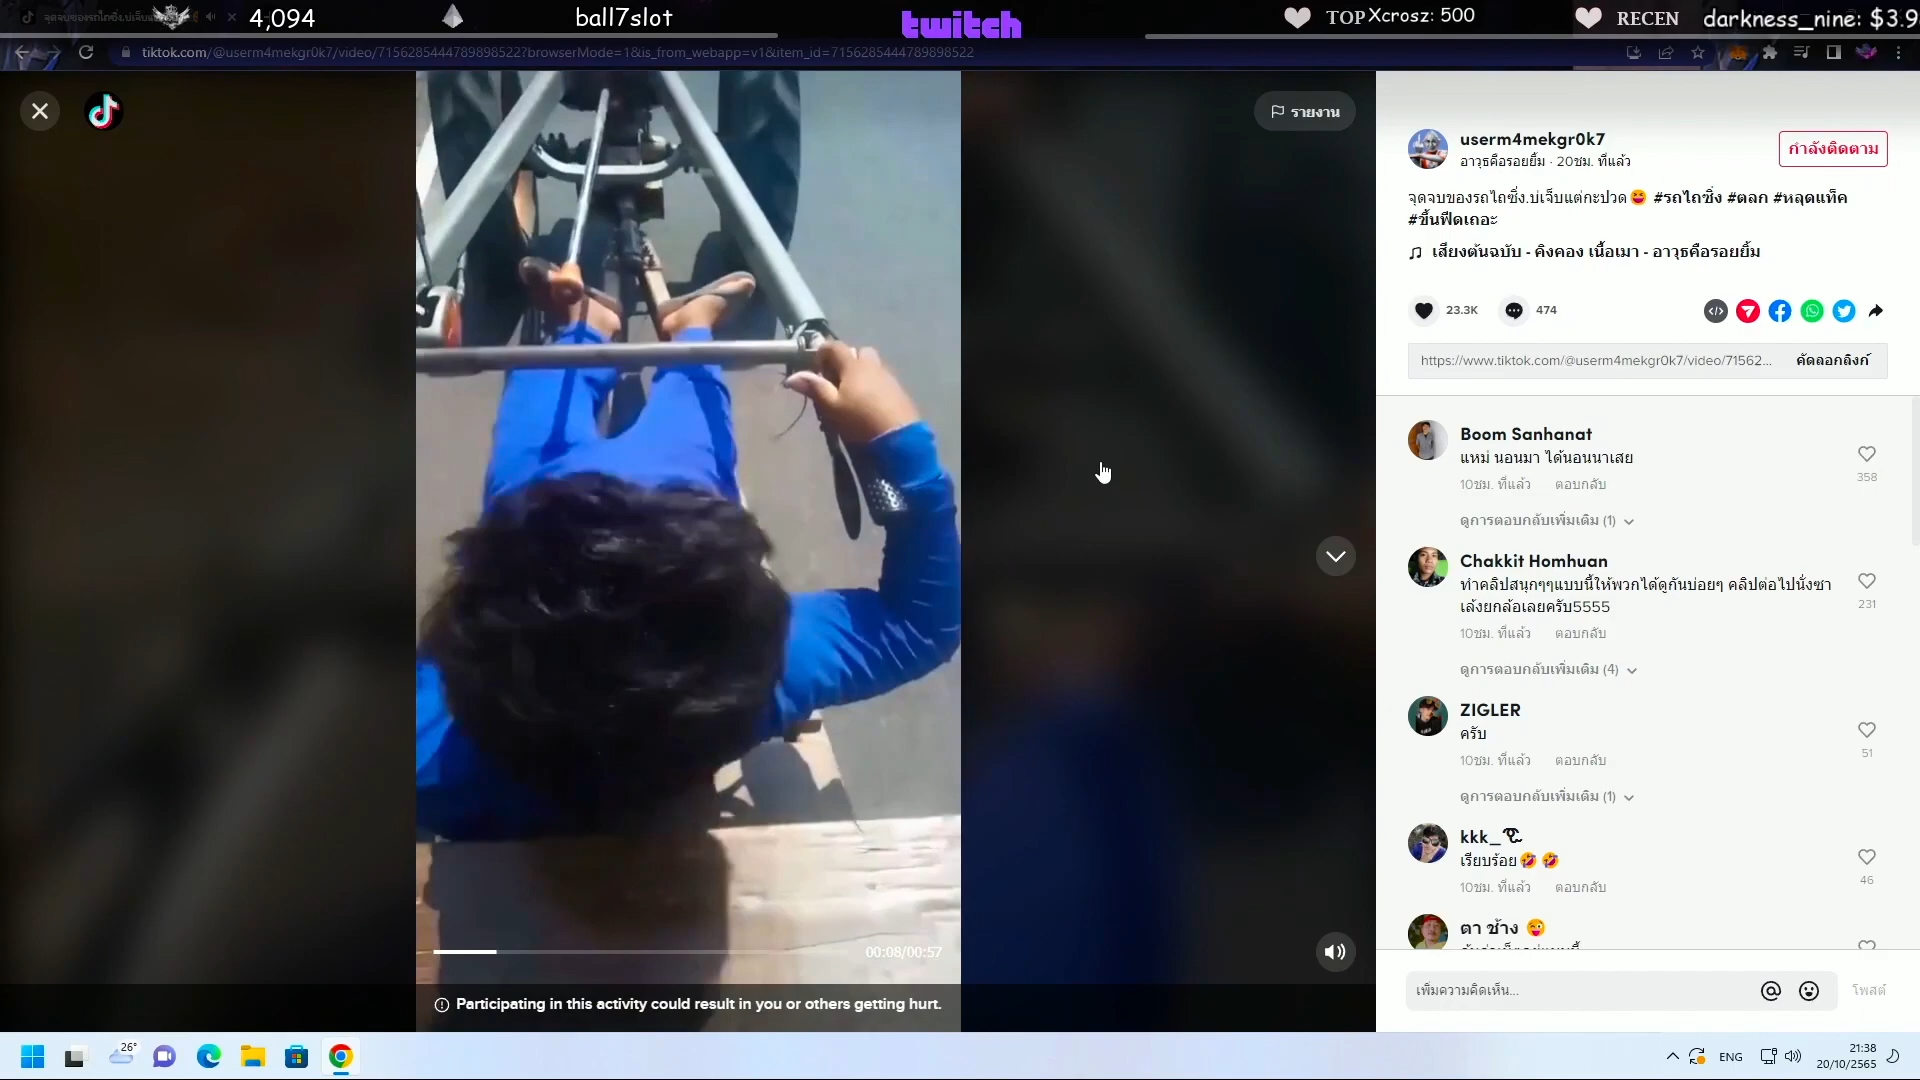 4,094
ball7slot
twitch
TOP Xcrosz: 500
RECEN
darkness_nine: $3.9
tiktok.com/@userm4mekgr0k7/video/7156285444789898522?browserMode=1&is_from_webapp=v1&item_id=7156285444789898522
รายงาน
userm4mekgr0k7
อาวุธคือรอยยิ้ม · 20ชม. ที่แล้ว
กำลังติดตาม
จุดจบของรถไถซิ่ง.บ่เจ็บแต่กะปวด😆 #รถไถซิ่ง #ตลก #หลุดแท็ค
#ขึ้นฟีดเถอะ
เสียงต้นฉบับ - คิงคอง เนื้อเมา - อาวุธคือรอยยิ้ม
23.3K
474
https://www.tiktok.com/@userm4mekgr0k7/video/71562...
คัดลอกลิงก์
Boom Sanhanat
แหม่ นอนมา ได้นอนนาเสย
358
10ชม. ที่แล้ว ตอบกลับ
ดูการตอบกลับเพิ่มเติม (1)
Chakkit Homhuan
ทำคลิปสนุกๆๆแบบนี้ให้พวกได้ดูกันบ่อยๆ คลิปต่อไปนั่งซา
เล้งยกล้อเลยครับ5555
231
10ชม. ที่แล้ว ตอบกลับ
ดูการตอบกลับเพิ่มเติม (4)
ZIGLER
ครับ
51
10ชม. ที่แล้ว ตอบกลับ
ดูการตอบกลับเพิ่มเติม (1)
kkk_
เรียบร้อย🤣🤣
46
10ชม. ที่แล้ว ตอบกลับ
ตา ช้าง 😜
00:08/00:57
Participating in this activity could result in you or others getting hurt.
เพิ่มความคิดเห็น...
โพสต์
26°
ENG
21:38
20/10/2565